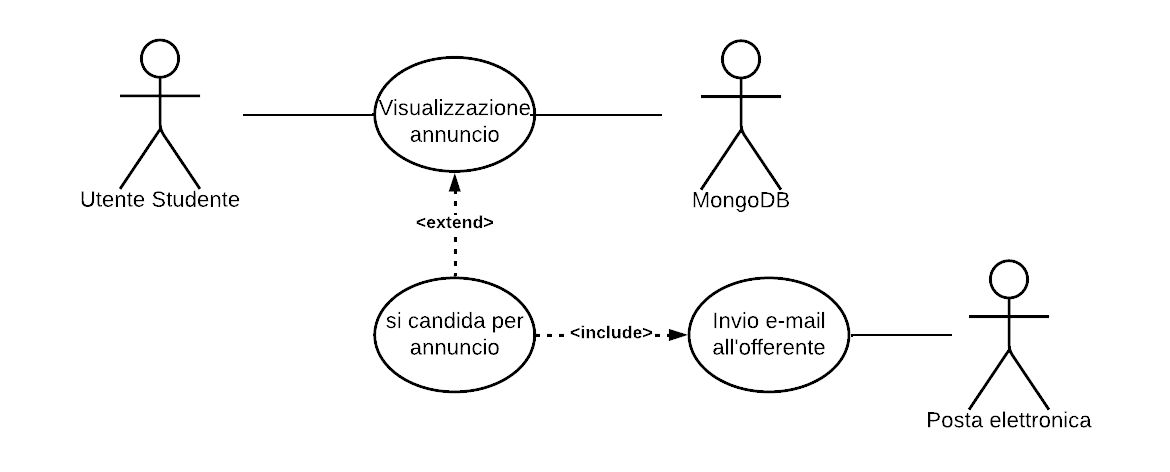 Visualizzazione
annuncio
Utente Studente
MongoDB
<extend>
si candida per
annuncio
<include>
Invio e-mail
all'offerente
Posta elettronica